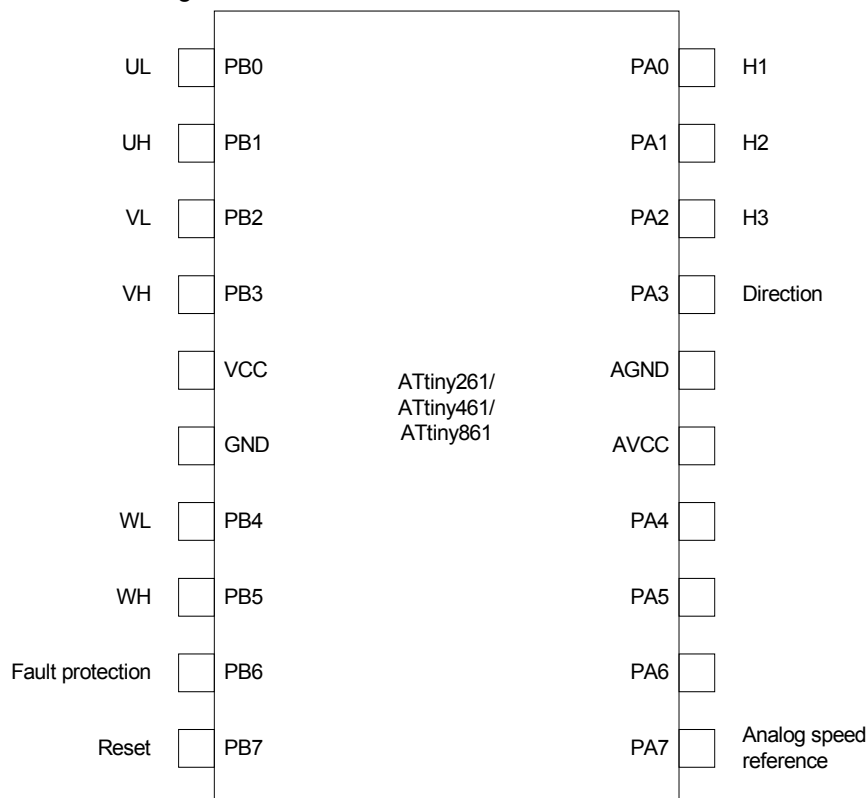 UL PB0 PA0 H1
UH PB1 PA1 H2
VL PB2 PA2 H3
VH PB3 PA3 Direction
VCC AGND
ATtiny261/
ATtiny461/
ATtiny861
GND AVCC
WL PB4 PA4
WH PB5 PA5
Fault protection PB6 PA6
Reset PB7 PA7 Analog speed
reference